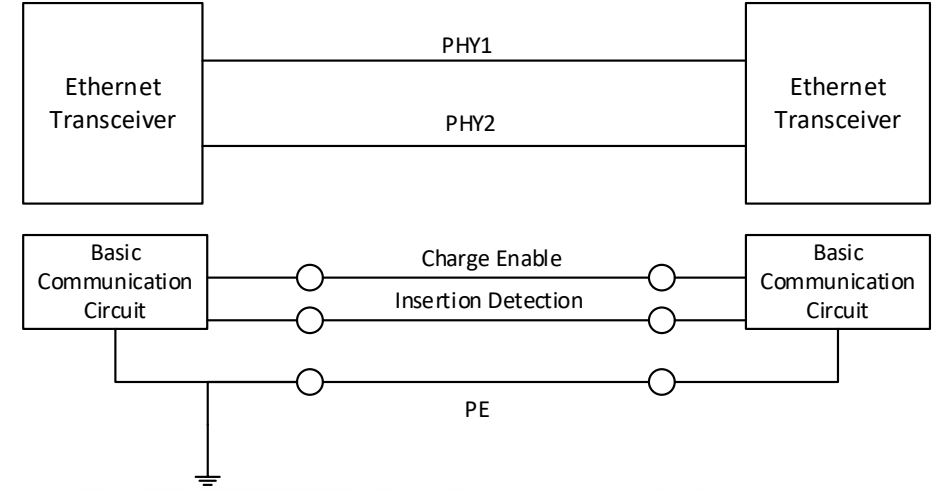 PHY1
Ethernet
Transceiver
Ethernet
Transceiver
PHY2
Basic
Communication
Circuit
Charge Enable
Insertion Detection
Basic
Communication
Circuit
PE